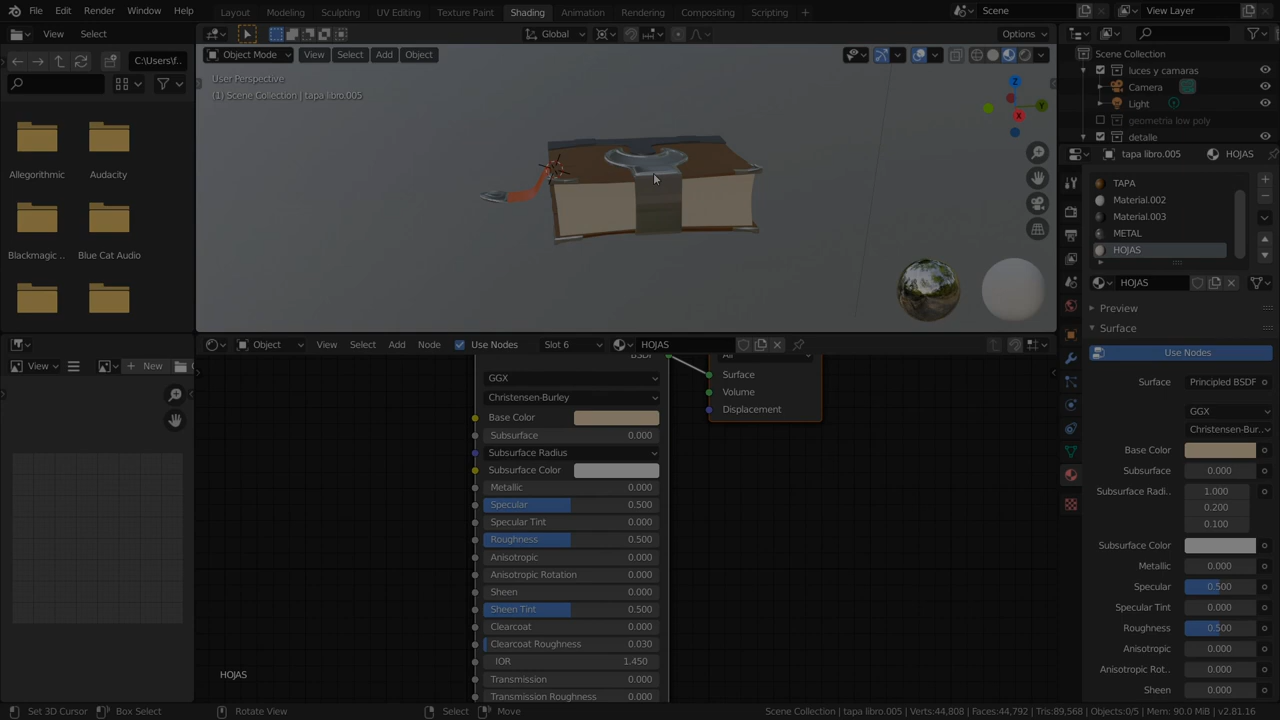 File Edit Render Window Help Layout Modeling Sculpting UV Editing Texture Paint Shading Animation Rendering Compositing Scripting + Scene View Layer
View Select Global Options
C:\Users\f..
Object Mode View Select Add Object
User Perspective
(1) Scene Collection | tapa libro.005
Z
Y
X
Allegorithmic Audacity
Blackmagic .. Blue Cat Audio
Scene Collection
luces y camaras
Camera
Light
geometria low poly
detalle
tapa libro.005 HOJAS
TAPA
Material.002
Material.003
METAL
HOJAS
HOJAS
Preview
Surface
Use Nodes
Surface Principled BSDF
GGX
Christensen-Bur..
Base Color
Subsurface 0.000
Subsurface Radi.. 1.000
0.200
0.100
Subsurface Color
Metallic 0.000
Specular 0.500
Specular Tint 0.000
Roughness 0.500
Anisotropic 0.000
Anisotropic Rot.. 0.000
Sheen 0.000
View New
Object View Select Add Node Use Nodes Slot 6 HOJAS
BSDF
All
Surface
Volume
Displacement
GGX
Christensen-Burley
Base Color
Subsurface 0.000
Subsurface Radius
Subsurface Color
Metallic 0.000
Specular 0.500
Specular Tint 0.000
Roughness 0.500
Anisotropic 0.000
Anisotropic Rotation 0.000
Sheen 0.000
Sheen Tint 0.500
Clearcoat 0.000
Clearcoat Roughness 0.030
IOR 1.450
Transmission 0.000
Transmission Roughness 0.000
HOJAS
Set 3D Cursor Box Select Rotate View Select Move Scene Collection | tapa libro.005 | Verts:44,808 | Faces:44,792 | Tris:89,568 | Objects:0/5 | Mem: 90.0 MiB | v2.81.16